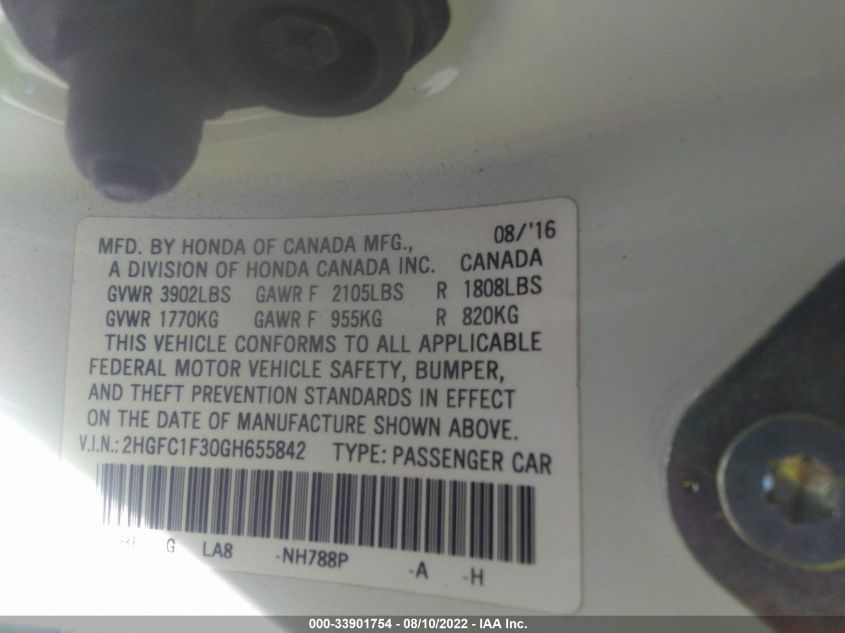 08/'16
MFD. BY HONDA OF CANADA MFG.,
A DIVISION OF HONDA CANADA INC. CANADA
GVWR 3902LBS GAWR F 2105LBS R 1808LBS
GVWR 1770KG GAWR F 955KG R 820KG
THIS VEHICLE CONFORMS TO ALL APPLICABLE
FEDERAL MOTOR VEHICLE SAFETY, BUMPER,
AND THEFT PREVENTION STANDARDS IN EFFECT
ON THE DATE OF MANUFACTURE SHOWN ABOVE.
V.I.N.: 2HGFC1F30GH655842 TYPE: PASSENGER CAR
G LA8 -NH788P -A -H
000-33901754 - 08/10/2022 - IAA Inc.